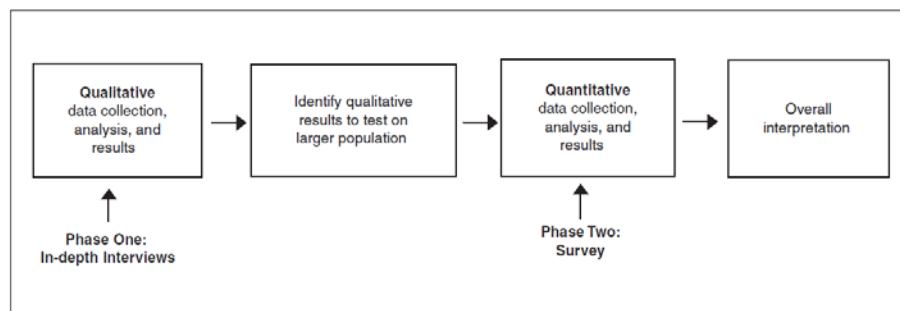 Qualitative
data collection,
analysis, and
results
Identify qualitative
results to test on
larger population
Quantitative
data collection,
analysis, and
results
Overall
interpretation
Phase One:
In-depth Interviews
Phase Two:
Survey